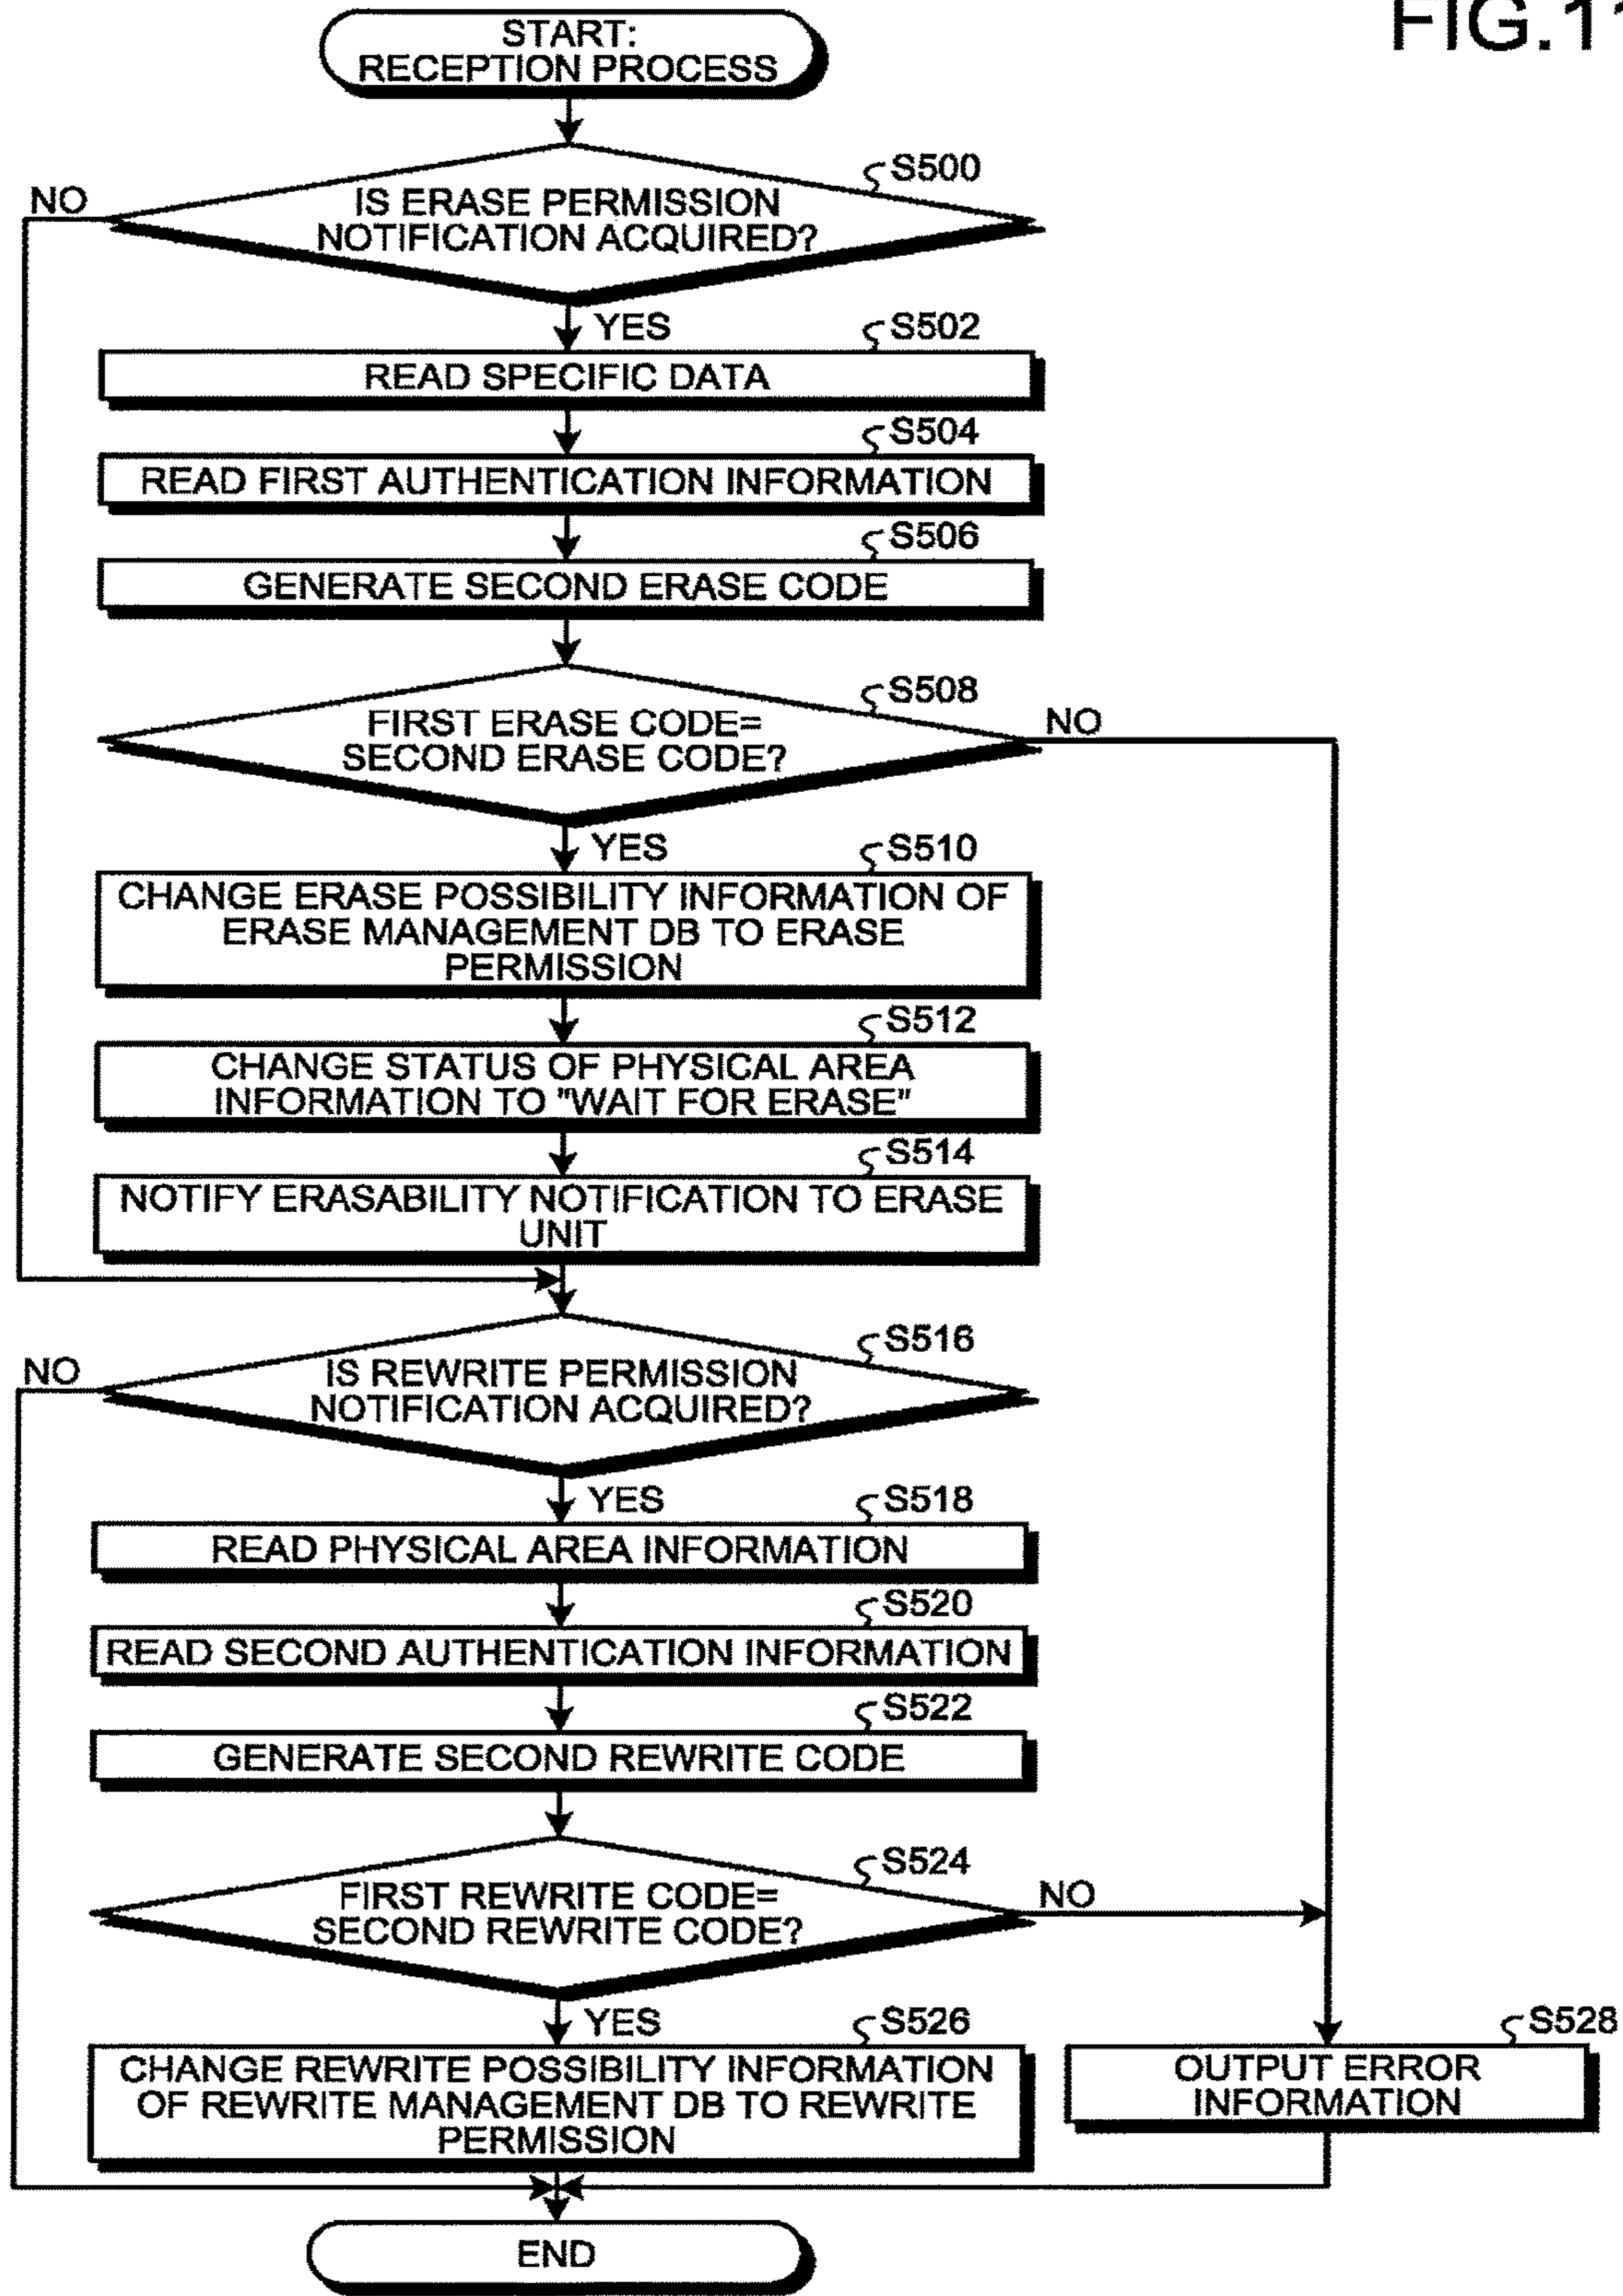 FIG.11
START:
RECEPTION PROCESS
S500
NO
IS ERASE PERMISSION
NOTIFICATION ACQUIRED?
YES
S502
READ SPECIFIC DATA
S504
READ FIRST AUTHENTICATION INFORMATION
S506
GENERATE SECOND ERASE CODE
S508
FIRST ERASE CODE=
SECOND ERASE CODE?
NO
YES
S510
CHANGE ERASE POSSIBILITY INFORMATION OF
ERASE MANAGEMENT DB TO ERASE
PERMISSION
S512
CHANGE STATUS OF PHYSICAL AREA
INFORMATION TO "WAIT FOR ERASE"
S514
NOTIFY ERASABILITY NOTIFICATION TO ERASE
UNIT
S516
NO
IS REWRITE PERMISSION
NOTIFICATION ACQUIRED?
YES
S518
READ PHYSICAL AREA INFORMATION
S520
READ SECOND AUTHENTICATION INFORMATION
S522
GENERATE SECOND REWRITE CODE
S524
FIRST REWRITE CODE=
SECOND REWRITE CODE?
NO
YES
S526
CHANGE REWRITE POSSIBILITY INFORMATION
OF REWRITE MANAGEMENT DB TO REWRITE
PERMISSION
S528
OUTPUT ERROR
INFORMATION
END